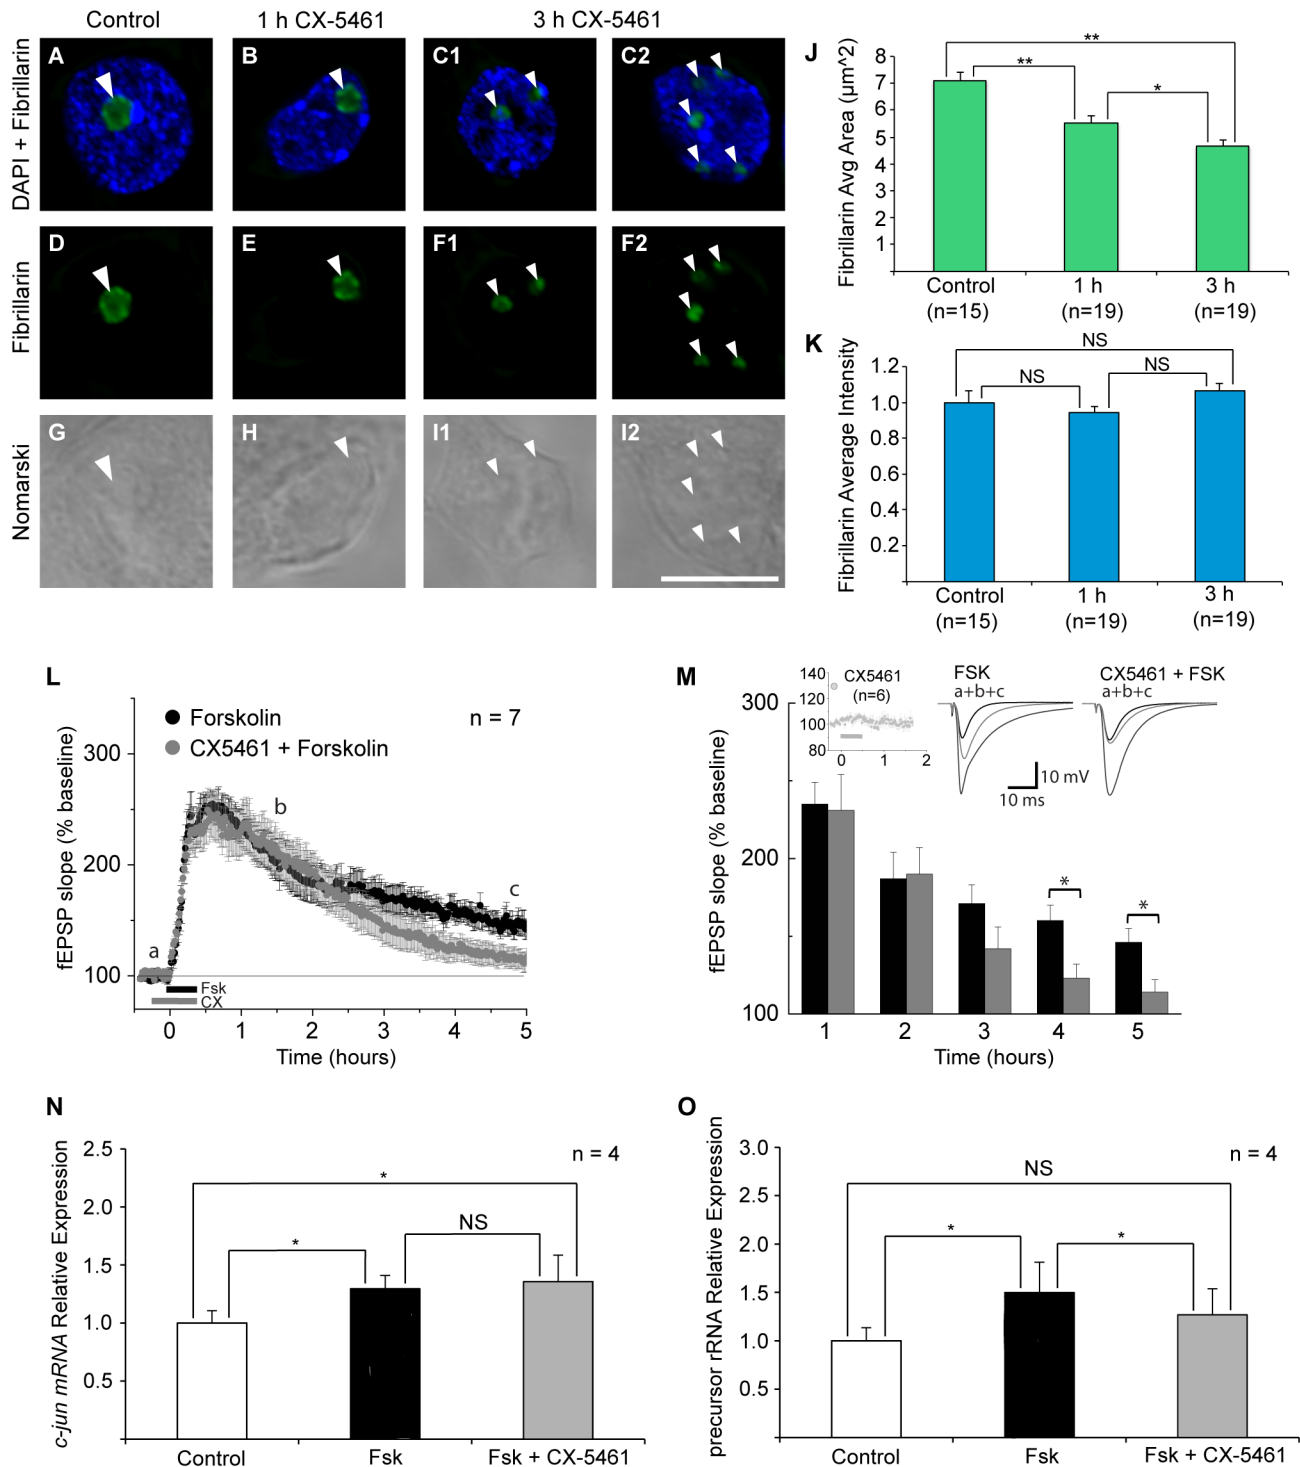 Control
1 h CX-5461
3 h CX-5461
DAPI + Fibrillarin
A
B
C1
C2
Fibrillarin
D
E
F1
F2
Nomarski
G
H
I1
I2
J
Fibrillarin Avg Area (µm^2)
8
7
6
5
4
3
2
1
**
**
*
Control
1 h
3 h
(n=15)
(n=19)
(n=19)
K
Fibrillarin Average Intensity
1.2
1.0
0.8
0.6
0.4
0.2
NS
NS
NS
Control
1 h
3 h
(n=15)
(n=19)
(n=19)
L
fEPSP slope (% baseline)
300
200
100
Forskolin
CX5461 + Forskolin
n = 7
a
b
c
Fsk
CX
0 1 2 3 4 5
Time (hours)
M
fEPSP slope (% baseline)
300
200
100
140
120
100
80
CX5461
(n=6)
0 1 2
FSK
a+b+c
CX5461 + FSK
a+b+c
10 mV
10 ms
*
*
1 2 3 4 5
Time (hours)
N
c-jun mRNA Relative Expression
2.5
2.0
1.5
1.0
0.5
n = 4
*
*
NS
Control
Fsk
Fsk + CX-5461
O
precursor rRNA Relative Expression
3.0
2.5
2.0
1.5
1.0
0.5
n = 4
NS
*
*
Control
Fsk
Fsk + CX-5461